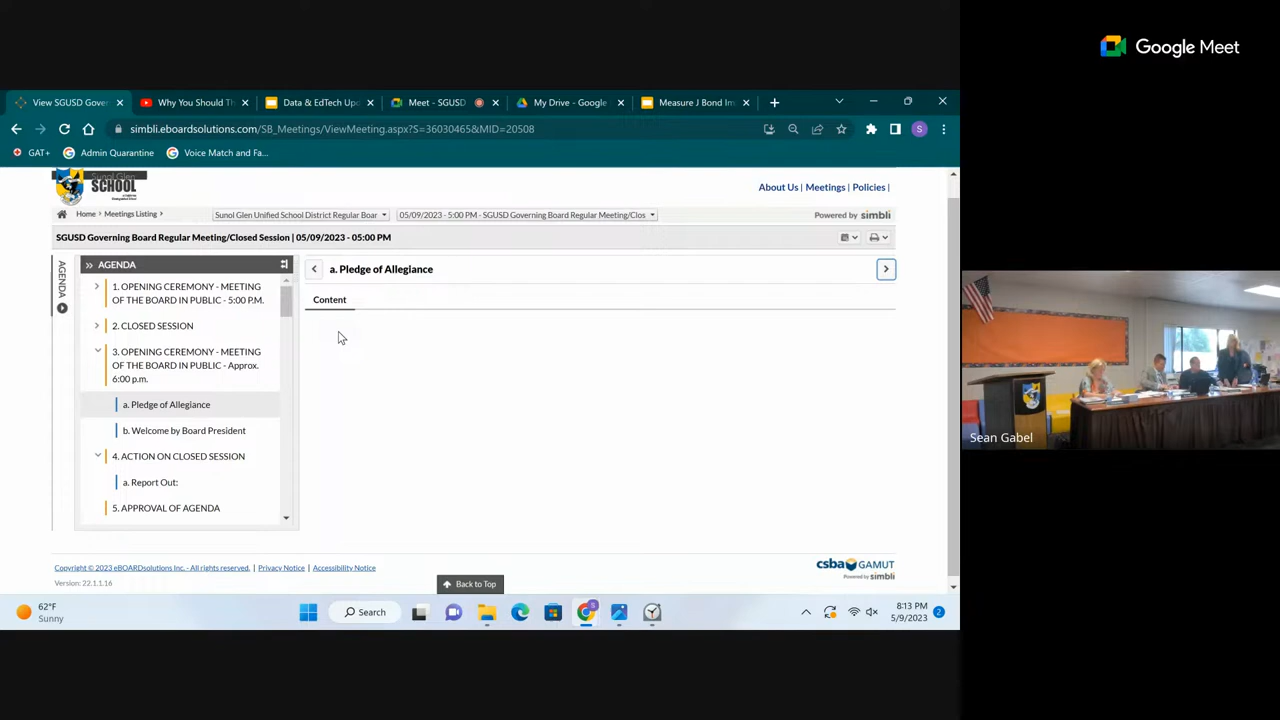 Google Meet
View SGUSD Gover
Why You Should Th
Data & EdTech Up
Meet - SGUSD
My Drive - Google
Measure J Bond Im
simbli.eboardsolutions.com/SB_Meetings/ViewMeeting.aspx?S=36030465&MID=20508
S
GAT+
Admin Quarantine
Voice Match and Fa...
Sunol Glen
SCHOOL
About Us | Meetings | Policies |
Home › Meetings Listing ›
Sunol Glen Unified School District Regular Boar
05/09/2023 - 5:00 PM - SGUSD Governing Board Regular Meeting/Clos
Powered by simbli
SGUSD Governing Board Regular Meeting/Closed Session | 05/09/2023 - 05:00 PM
AGENDA
AGENDA
1. OPENING CEREMONY - MEETING
OF THE BOARD IN PUBLIC - 5:00 P.M.
2. CLOSED SESSION
3. OPENING CEREMONY - MEETING
OF THE BOARD IN PUBLIC - Approx.
6:00 p.m.
a. Pledge of Allegiance
b. Welcome by Board President
4. ACTION ON CLOSED SESSION
a. Report Out:
5. APPROVAL OF AGENDA
a. Pledge of Allegiance
Content
Sean Gabel
Copyright © 2023 eBOARDsolutions Inc. - All rights reserved. | Privacy Notice | Accessibility Notice
Version: 22.1.1.16
Back to Top
csba GAMUT
Powered by simbli
62°F
Sunny
Search
8:13 PM
5/9/2023
2